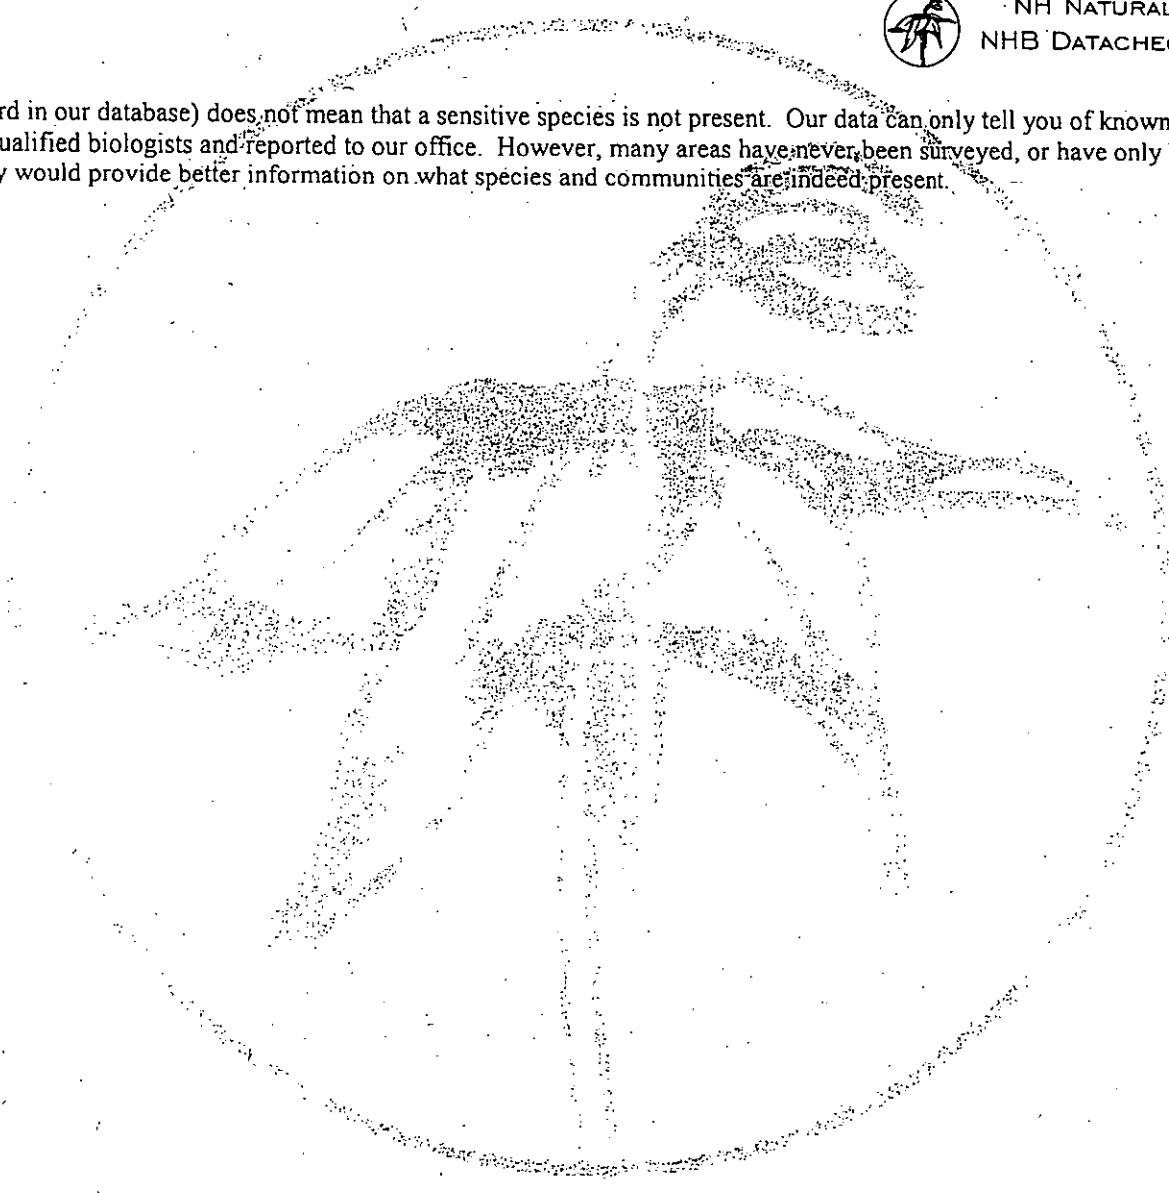 NH NATURAL
NHB DATACHE
rd in our database) does not mean that a sensitive species is not present. Our data can only tell you of known
ualified biologists and reported to our office. However, many areas have never been surveyed, or have only
y would provide better information on what species and communities are indeed present.